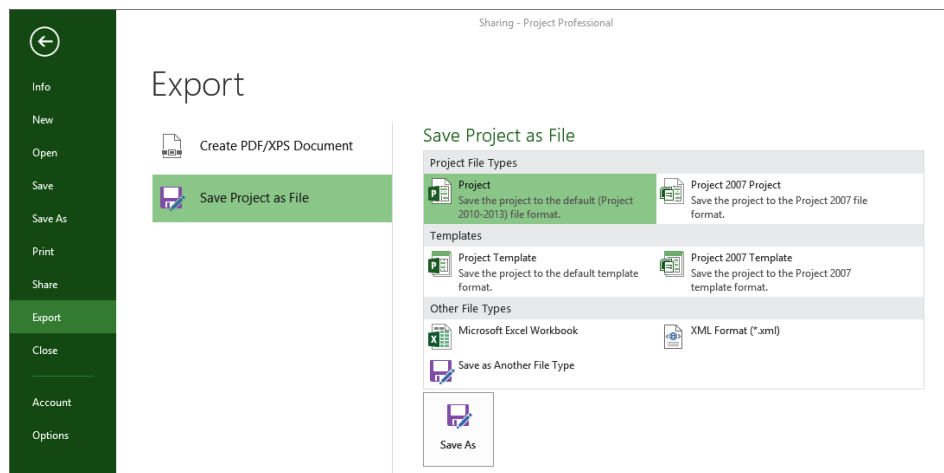 Sharing - Project Professional
Info
New
Open
Save
Save As
Print
Share
Export
Close
Account
Options
Export
Create PDF/XPS Document
Save Project as File
Save Project as File
Project File Types
Project
Save the project to the default (Project
2010-2013) file format.
Project 2007 Project
Save the project to the Project 2007 file
format.
Templates
Project Template
Save the project to the default template
format.
Project 2007 Template
Save the project to the Project 2007
template format.
Other File Types
Microsoft Excel Workbook
XML Format (*.xml)
Save as Another File Type
Save As